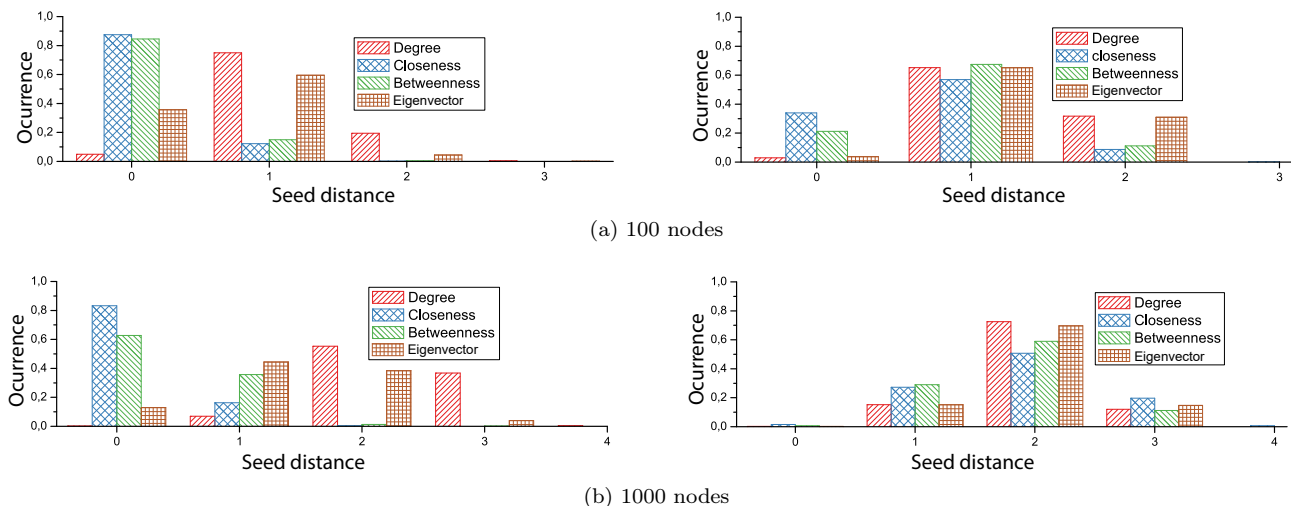 1,0
0,8
0,6
0,4
0,2
0,0
Ocurrence
Degree
Closeness
Betweenness
Eigenvector
0 1 2 3
Seed distance
1,0
0,8
0,6
0,4
0,2
0,0
Ocurrence
Degree
closeness
Betweenness
Eigenvector
0 1 2 3
Seed distance
(a) 100 nodes
1,0
0,8
0,6
0,4
0,2
0,0
Ocurrence
Degree
Closeness
Betweenness
Eigenvector
0 1 2 3 4
Seed distance
1,0
0,8
0,6
0,4
0,2
0,0
Ocurrence
Degree
Closeness
Betweenness
Eigenvector
0 1 2 3 4
Seed distance
(b) 1000 nodes